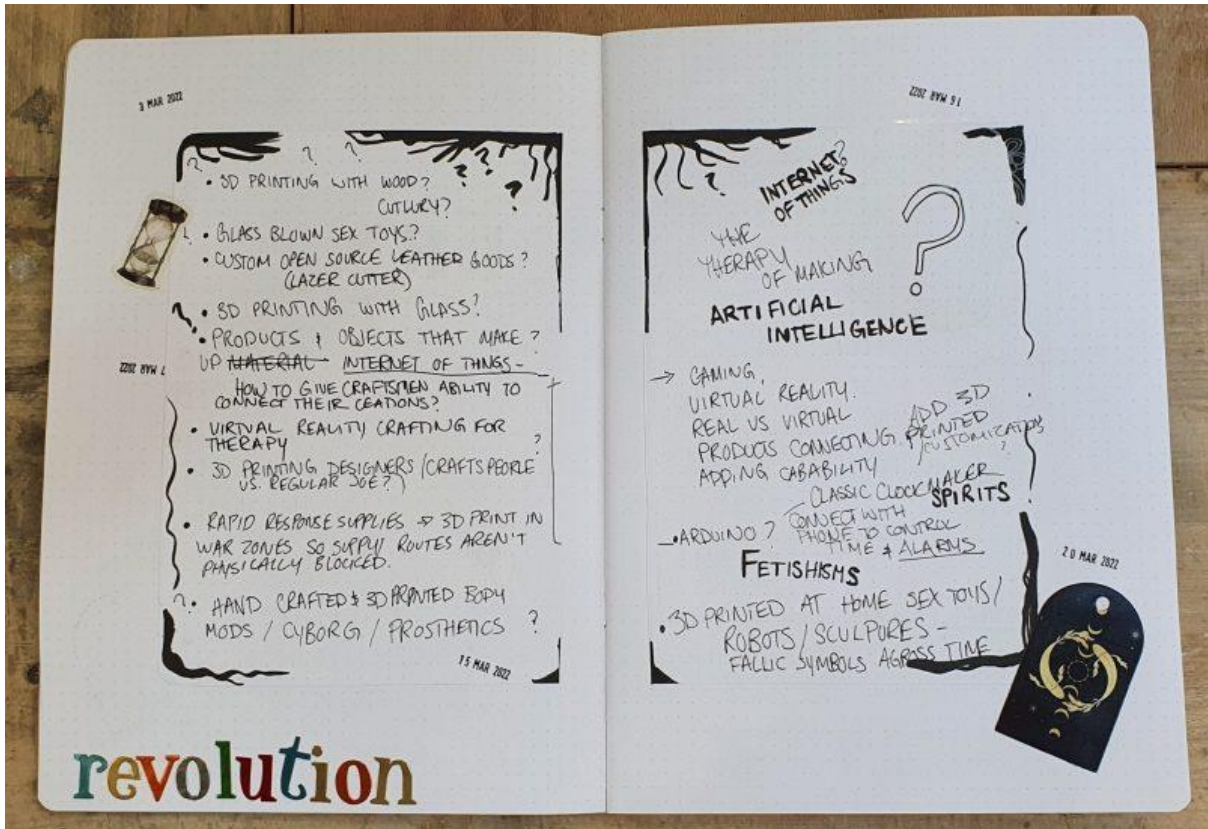 3 MAR 2022
• 3D PRINTING WITH WOOD?
CUTLURY?
• GLASS BLOWN SEX TOYS?
• CUSTOM OPEN SOURCE LEATHER GOODS?
(LAZER CUTTER)
• 3D PRINTING WITH GLASS?
• PRODUCTS & OBJECTS THAT MAKE ?
UP MATERIAL INTERNET OF THINGS -
HOW TO GIVE CRAFTSMEN ABILITY TO
CONNECT THEIR CEATIONS?
7 MAR 2022
• VIRTUAL REALITY CRAFTING FOR
THERAPY ?
• 3D PRINTING DESIGNERS / CRAFTSPEOPLE
VS. REGULAR JOE?
• RAPID RESPONSE SUPPLIES → 3D PRINT IN
WAR ZONES SO SUPPLY ROUTES AREN'T
PHYSICALLY BLOCKED.
? • HAND CRAFTED & 3D PRINTED BODY
MODS / CYBORG / PROSTHETICS ?
15 MAR 2022
revolution
16 MAR 2022
INTERNET?
OF THINGS
THE
THERAPY
OF MAKING
?
ARTIFICIAL
INTELLIGENCE
→ GAMING,
VIRTUAL REALITY.
REAL VS VIRTUAL
PRODUCTS CONNECTING,
ADDING CABABILITY
ADD 3D
PRINTED
/CUSTOMIZATION
?
CLASSIC CLOCKMAKER
SPIRITS
• ARDUINO ?
CONNECT WITH
PHONE TO CONTROL
TIME & ALARMS
FETISHISMS
20 MAR 2022
• 3D PRINTED AT HOME SEX TOYS /
ROBOTS / SCULPURES -
FALLIC SYMBOLS AGROSS TIME